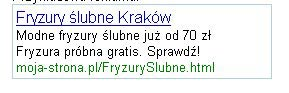 Fryzury ślubne Kraków
Modne fryzury ślubne już od 70 zł
Fryzura próbna gratis. Sprawdź!
moja-strona.pl/FryzurySlubne.html